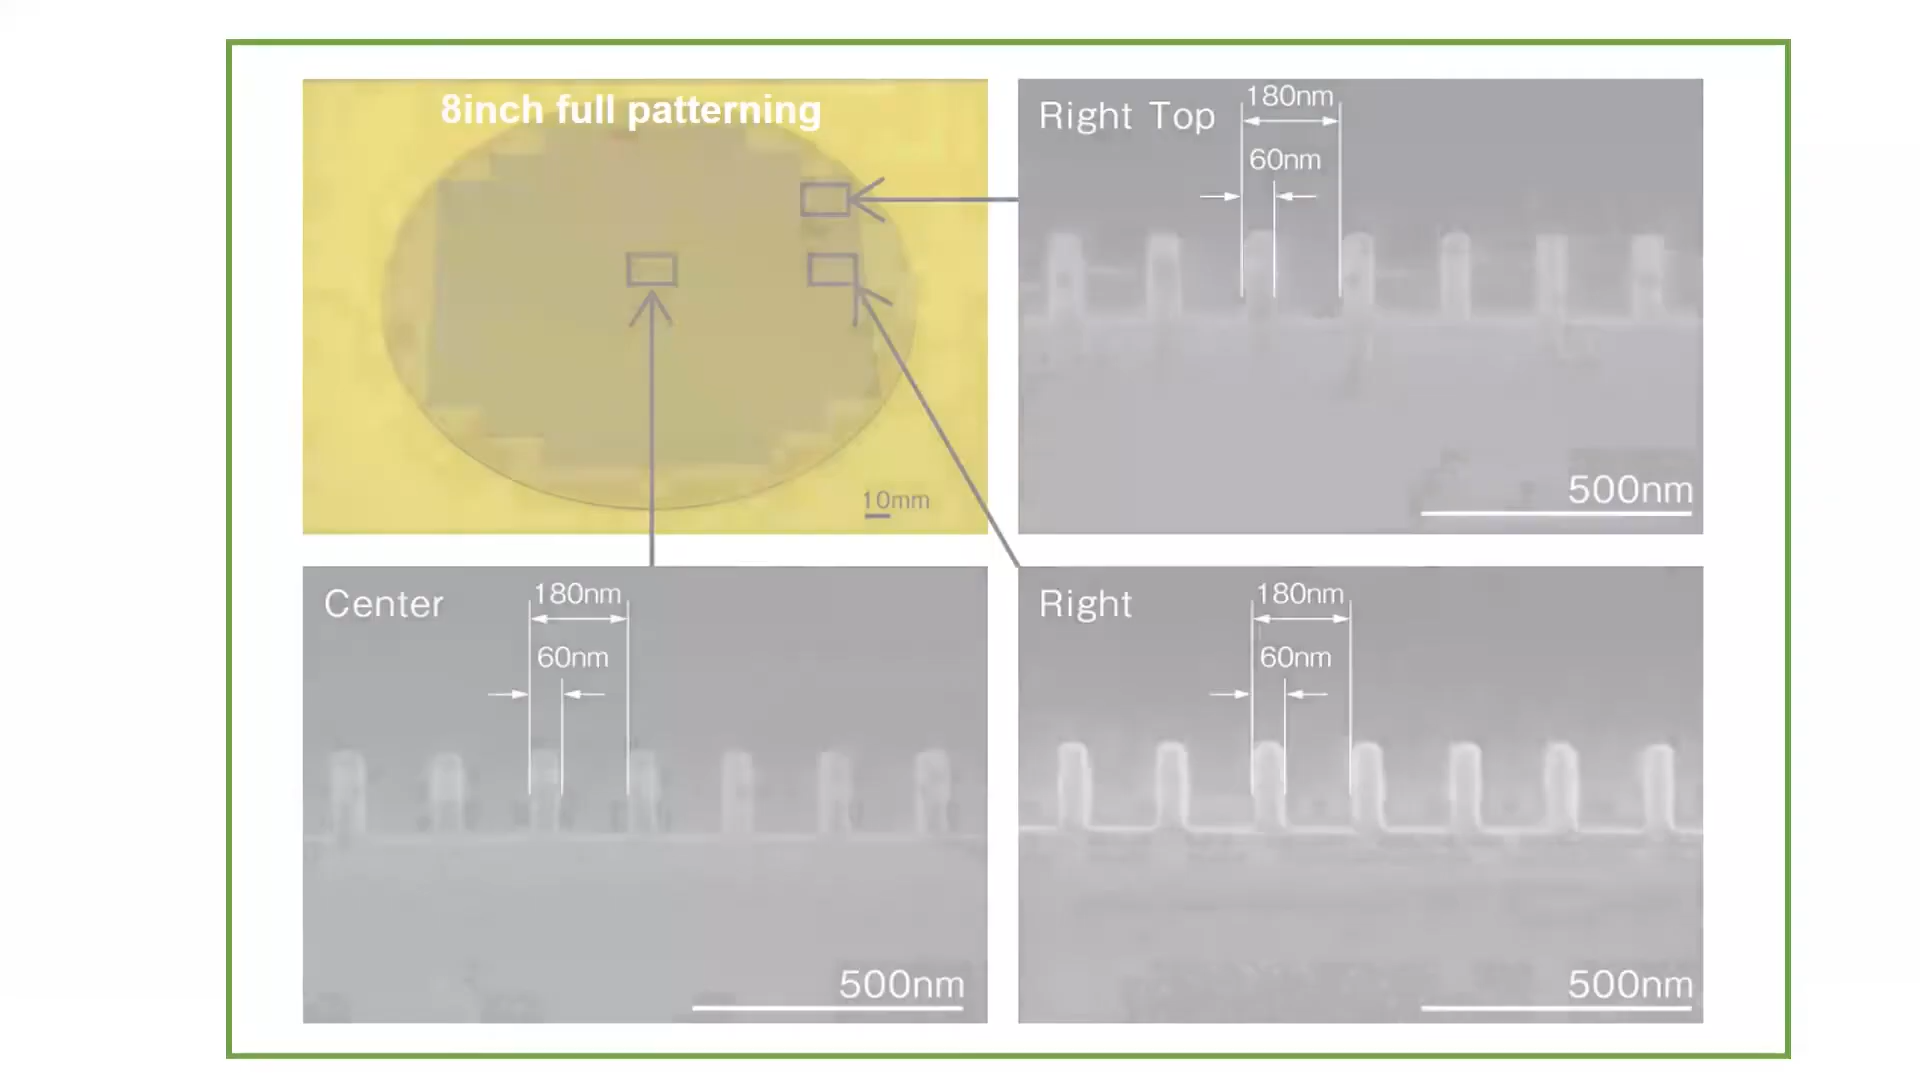 8inch full patterning
10mm
Right Top
180nm
60nm
500nm
Center
180nm
60nm
500nm
Right
180nm
60nm
500nm